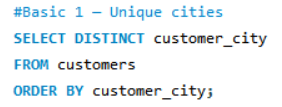 #Basic 1 – Unique cities
SELECT DISTINCT customer_city
FROM customers
ORDER BY customer_city;